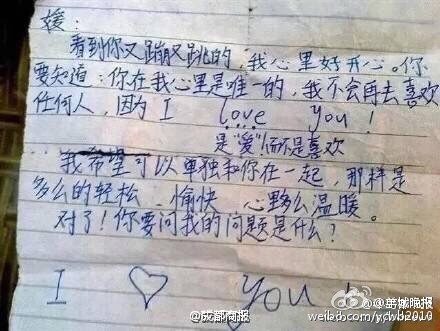 媛：
看到你又蹦又跳的，我心里好开心。你
要知道：你在我心里是唯一的，我不会再去喜欢
任何人，因为 I love you！
是“爱”而不是喜欢
我希望可以单独和你在一起，那样是
多么的轻松、愉快 心多么温暖。
对了！你要问我的问题是什么？
I ♡ you！
@成都商报
@羊城晚报
weibo.com/ycwb2010